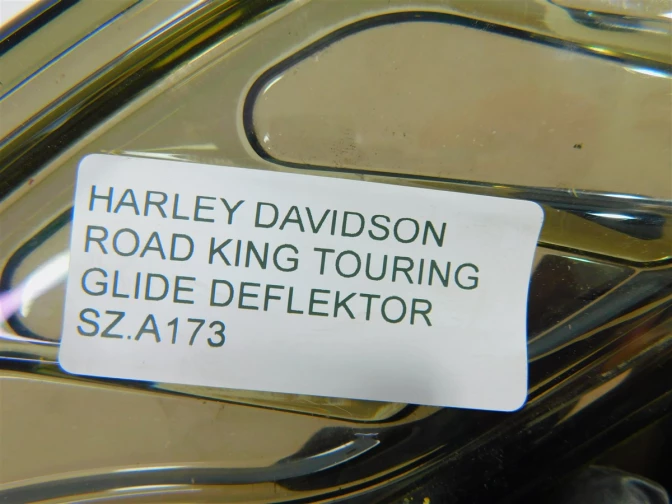 HARLEY DAVIDSON
ROAD KING TOURING
GLIDE DEFLEKTOR
SZ.A173